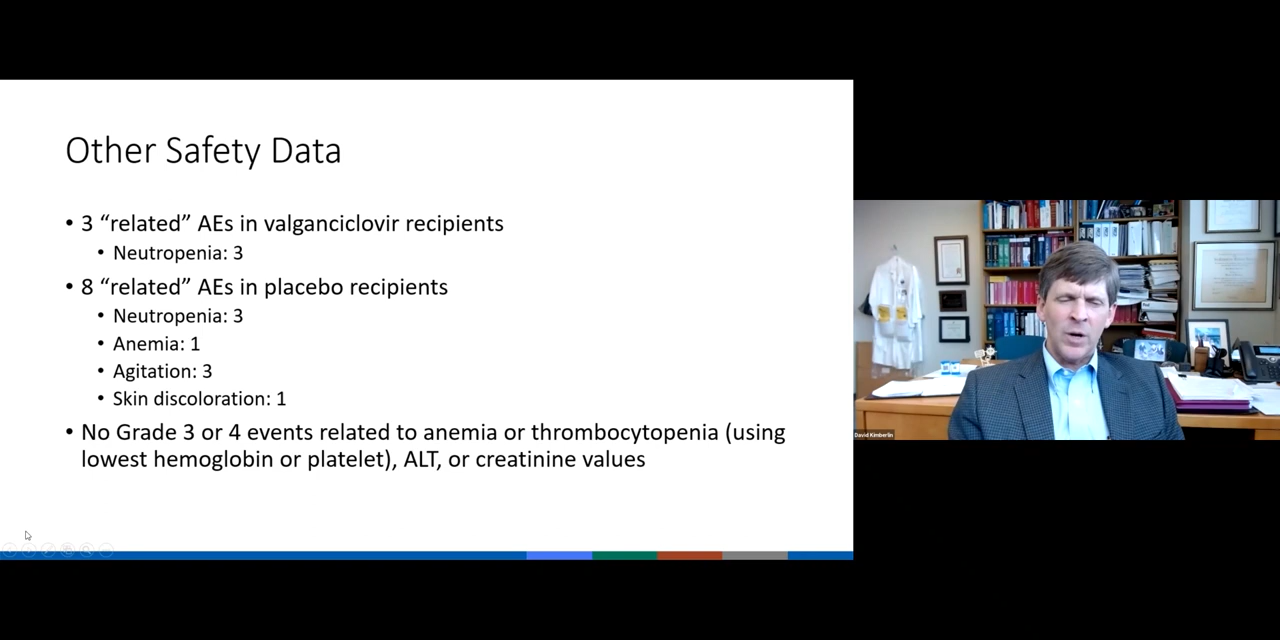 Other Safety Data
• 3 “related” AEs in valganciclovir recipients
• Neutropenia: 3
• 8 “related” AEs in placebo recipients
• Neutropenia: 3
• Anemia: 1
• Agitation: 3
• Skin discoloration: 1
• No Grade 3 or 4 events related to anemia or thrombocytopenia (using
lowest hemoglobin or platelet), ALT, or creatinine values
David Kimberlin